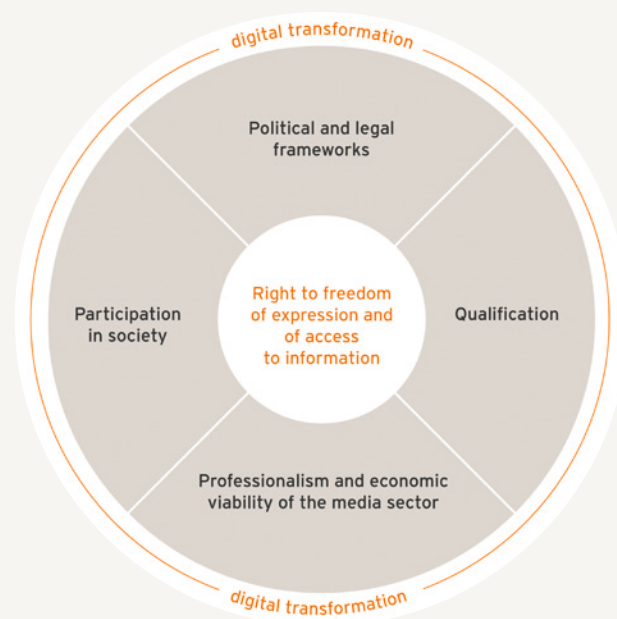 digital transformation
Political and legal
frameworks
Participation
in society
Right to freedom
of expression and
of access
to information
Qualification
Professionalism and economic
viability of the media sector
digital transformation